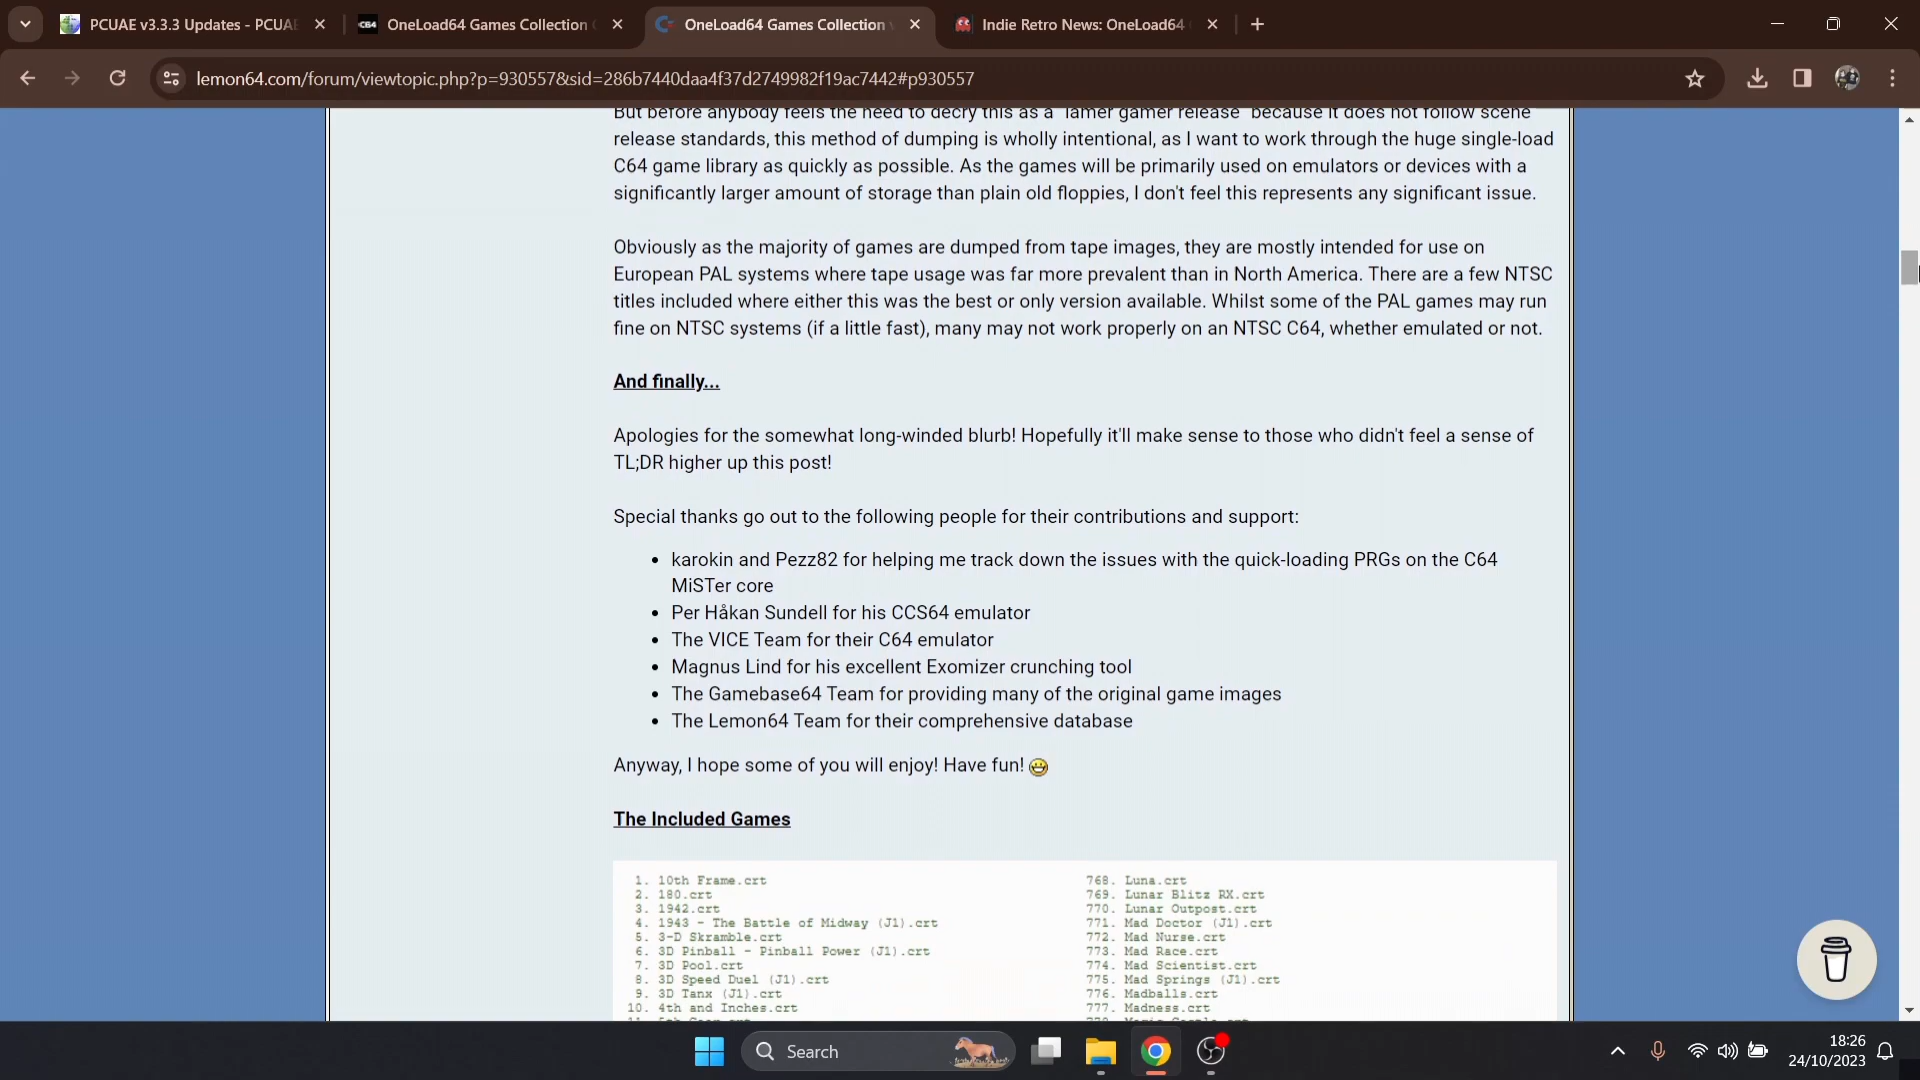 PCUAE v3.3.3 Updates - PCUAE
OneLoad64 Games Collection
OneLoad64 Games Collection v
Indie Retro News: OneLoad64
lemon64.com/forum/viewtopic.php?p=930557&sid=286b7440daa4f37d2749982f19ac7442#p930557
But before anybody feels the need to decry this as a "lamer gamer release" because it does not follow scene
release standards, this method of dumping is wholly intentional, as I want to work through the huge single-load
C64 game library as quickly as possible. As the games will be primarily used on emulators or devices with a
significantly larger amount of storage than plain old floppies, I don't feel this represents any significant issue.
Obviously as the majority of games are dumped from tape images, they are mostly intended for use on
European PAL systems where tape usage was far more prevalent than in North America. There are a few NTSC
titles included where either this was the best or only version available. Whilst some of the PAL games may run
fine on NTSC systems (if a little fast), many may not work properly on an NTSC C64, whether emulated or not.
And finally...
Apologies for the somewhat long-winded blurb! Hopefully it'll make sense to those who didn't feel a sense of
TL;DR higher up this post!
Special thanks go out to the following people for their contributions and support:
• karokin and Pezz82 for helping me track down the issues with the quick-loading PRGs on the C64
MiSTer core
• Per Håkan Sundell for his CCS64 emulator
• The VICE Team for their C64 emulator
• Magnus Lind for his excellent Exomizer crunching tool
• The Gamebase64 Team for providing many of the original game images
• The Lemon64 Team for their comprehensive database
Anyway, I hope some of you will enjoy! Have fun!
The Included Games
1. 10th Frame.crt
2. 180.crt
3. 1942.crt
4. 1943 - The Battle of Midway (J1).crt
5. 3-D Skramble.crt
6. 3D Pinball - Pinball Power (J1).crt
7. 3D Pool.crt
8. 3D Speed Duel (J1).crt
9. 3D Tanx (J1).crt
10. 4th and Inches.crt
768. Luna.crt
769. Lunar Blitz RX.crt
770. Lunar Outpost.crt
771. Mad Doctor (J1).crt
772. Mad Nurse.crt
773. Mad Race.crt
774. Mad Scientist.crt
775. Mad Springs (J1).crt
776. Madballs.crt
777. Madness.crt
Search
18:26
24/10/2023